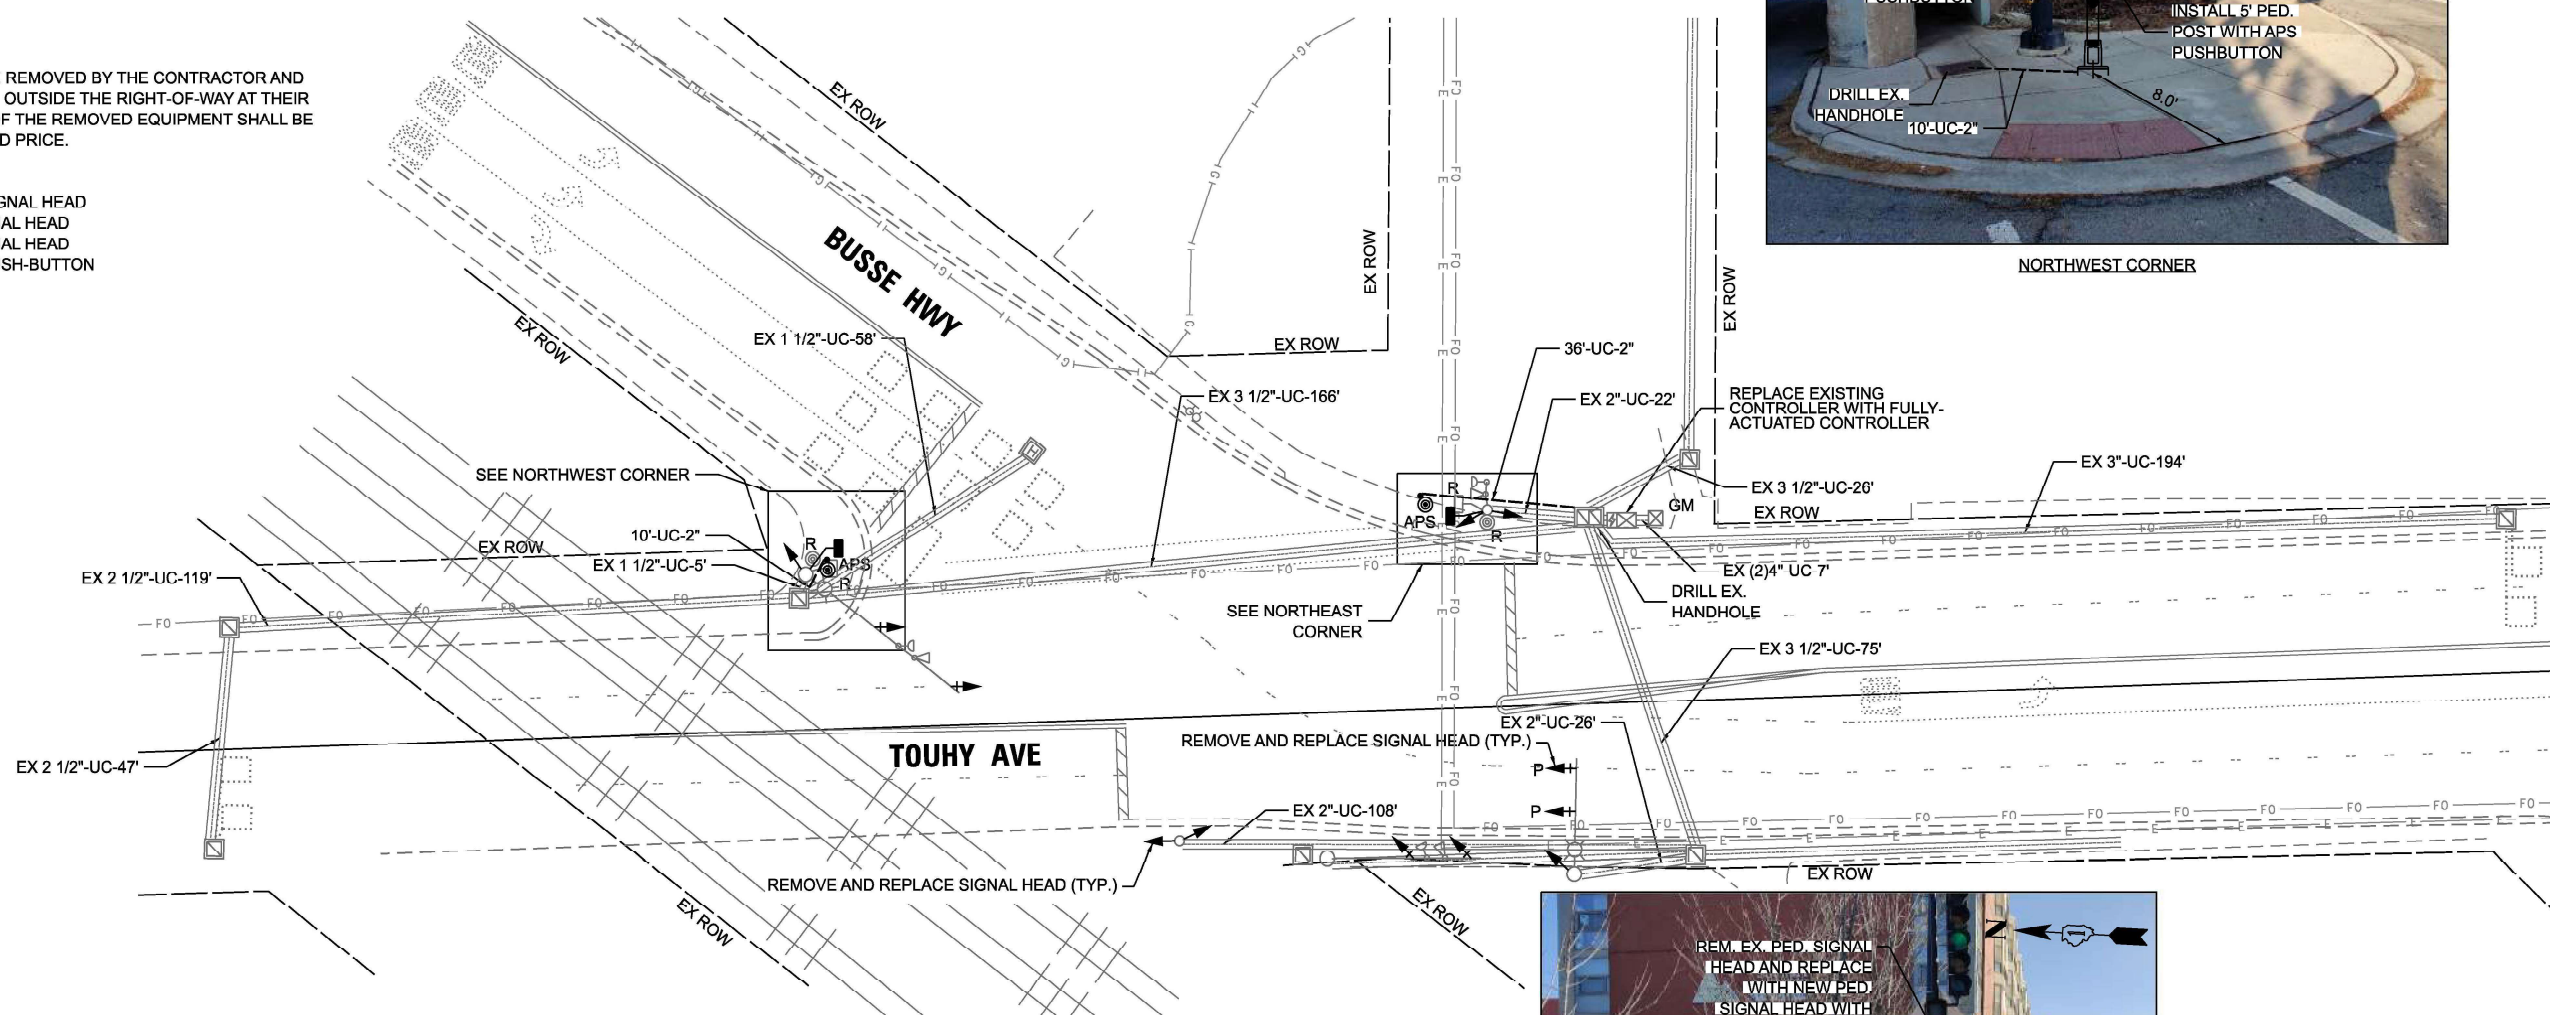 REMOVED BY THE CONTRACTOR AND
OUTSIDE THE RIGHT-OF-WAY AT THEIR
F THE REMOVED EQUIPMENT SHALL BE
D PRICE.
GNAL HEAD
AL HEAD
AL HEAD
SH-BUTTON
INSTALL 5' PED.
POST WITH APS
PUSHBUTTON
DRILL EX.
HANDHOLE
10'-UC-2"
8.0'
NORTHWEST CORNER
EX ROW
BUSSE HWY
EX ROW
EX ROW
EX ROW
EX ROW
EX 1 1/2"-UC-58'
36'-UC-2"
EX 3 1/2"-UC-166'
EX 2"-UC-22'
REPLACE EXISTING
CONTROLLER WITH FULLY-
ACTUATED CONTROLLER
SEE NORTHWEST CORNER
H
EX 3"-UC-194'
EX 3 1/2"-UC-26'
GM
EX ROW
R
APS
R
10'-UC-2"
EX ROW
EX 1 1/2"-UC-5'
R
APS
R
EX 2 1/2"-UC-119'
EX (2)4" UC 7'
DRILL EX.
HANDHOLE
SEE NORTHEAST
CORNER
EX 3 1/2"-UC-75'
EX 2"-UC-26'
REMOVE AND REPLACE SIGNAL HEAD (TYP.)
TOUHY AVE
EX 2 1/2"-UC-47'
P
P
EX 2"-UC-108'
REMOVE AND REPLACE SIGNAL HEAD (TYP.)
EX ROW
EX ROW
EX ROW
REM. EX. PED. SIGNAL
HEAD AND REPLACE
WITH NEW PED.
SIGNAL HEAD WITH
N